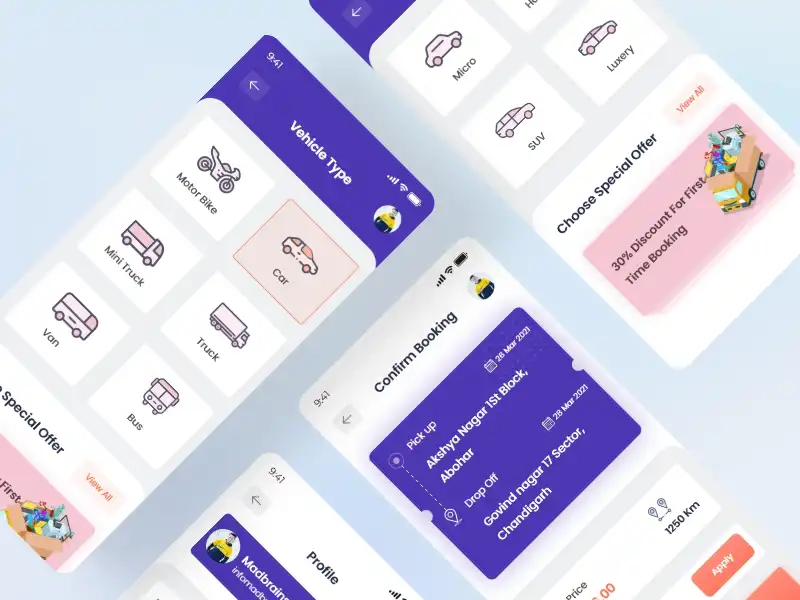 9:41
Vehicle Type
Motor Bike
Car
Mini Truck
Truck
Van
Bus
Special Offer
View All
First
Micro
Luxery
SUV
Choose Special Offer
View All
30% Discount For First
Time Booking
9:41
Confirm Booking
Pick up
28 Mar 2021
Akshya Nagar 1St Block,
Abohar
Drop Off
28 Mar 2021
Govind nagar 17 Sector,
Chandigarh
1250 Km
Price
Apply
9:41
Profile
Madbrains